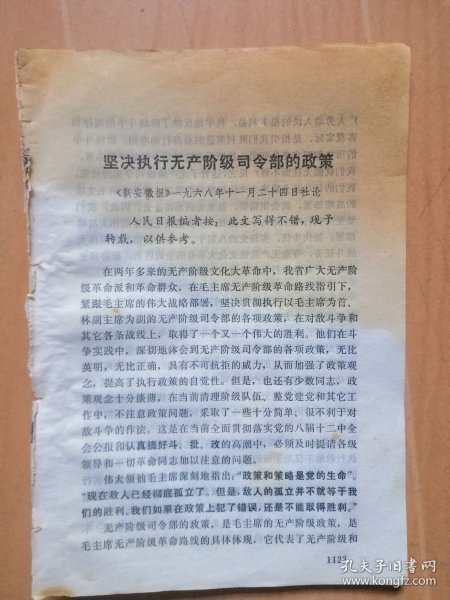 坚决执行无产阶级司令部的政策
《新安徽报》一九六八年十一月二十四日社论
人民日报编者按：此文写得不错，现予
转载，以供参考。
在两年多来的无产阶级文化大革命中，我省广大无产阶
级革命派和革命群众，在毛主席无产阶级革命路线指引下，
紧跟毛主席的伟大战略部署，坚决贯彻执行以毛主席为首、
林副主席为副的无产阶级司令部的各项政策，在对敌斗争和
其它各条战线上，取得了一个又一个伟大的胜利。他们在斗
争实践中，深切地体会到无产阶级司令部的各项政策，无比
英明，无比正确，具有不可抗拒的威力，从而加强了政策观
念，提高了执行政策的自觉性。但是，也还有少数同志，政
策观念十分淡薄，在当前清理阶级队伍、整党建党和其它工
作中，不注意政策问题，采取了一些十分简单、很不利于对
敌斗争的作法。这是在当前全面贯彻落实党的八届十二中全
会公报和认真搞好斗、批、改的高潮中，必须及时提请各级
领导和一切革命同志加以注意的问题。
伟大领袖毛主席深刻地指出：“政策和策略是党的生命”。
“现在敌人已经彻底孤立了。但是，敌人的孤立并不就等于我
们的胜利。我们如果在政策上犯了错误，还是不能取得胜利。”
无产阶级司令部的政策，是毛主席的无产阶级政策，是
毛主席无产阶级革命路线的具体体现，它代表了无产阶级和
1123
孔夫子旧书网
book.kongfz.com